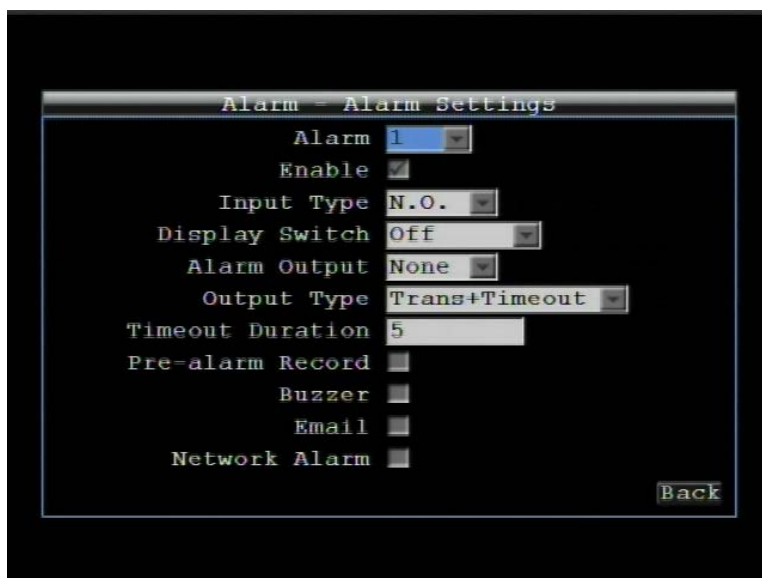 Alarm - Alarm Settings
Alarm 1
Enable
Input Type N.O.
Display Switch Off
Alarm Output None
Output Type Trans+Timeout
Timeout Duration 5
Pre-alarm Record
Buzzer
Email
Network Alarm
Back